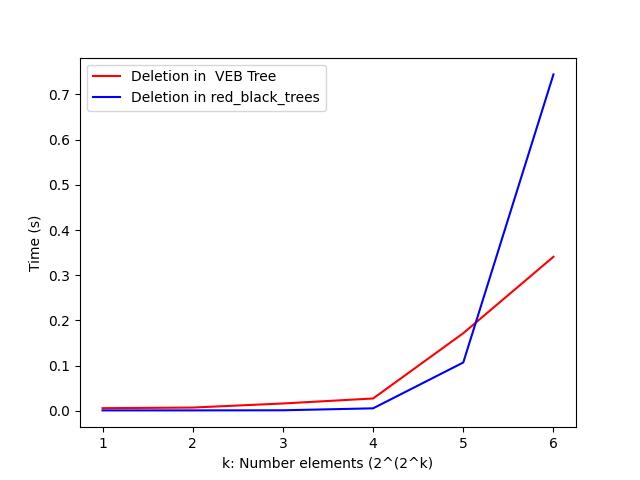 Deletion in  VEB Tree
Deletion in red_black_trees
Time (s)
0.7
0.6
0.5
0.4
0.3
0.2
0.1
0.0
1 2 3 4 5 6
k: Number elements (2^(2^k)